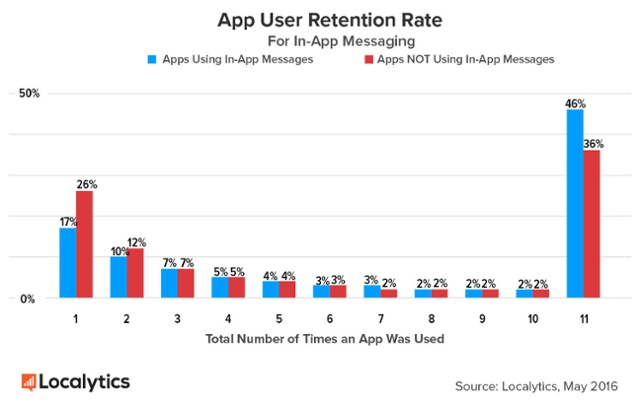 App User Retention Rate
For In-App Messaging
Apps Using In-App Messages Apps NOT Using In-App Messages
50%
46%
36%
26%
17%
10% 12%
7% 7%
5% 5%
4% 4%
3% 3%
3% 2%
2% 2%
2% 2%
2% 2%
0%
1 2 3 4 5 6 7 8 9 10 11
Total Number of Times an App Was Used
Localytics
Source: Localytics, May 2016